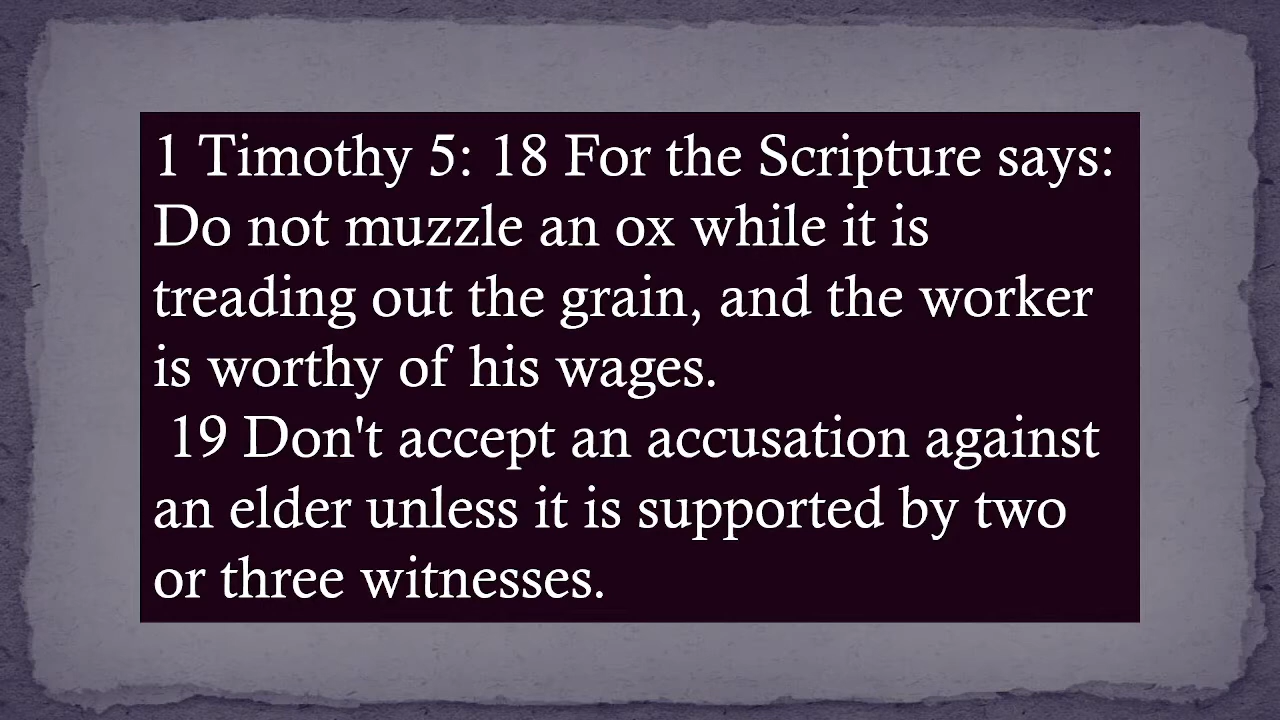 1 Timothy 5: 18 For the Scripture says:
Do not muzzle an ox while it is
treading out the grain, and the worker
is worthy of his wages.
19 Don't accept an accusation against
an elder unless it is supported by two
or three witnesses.